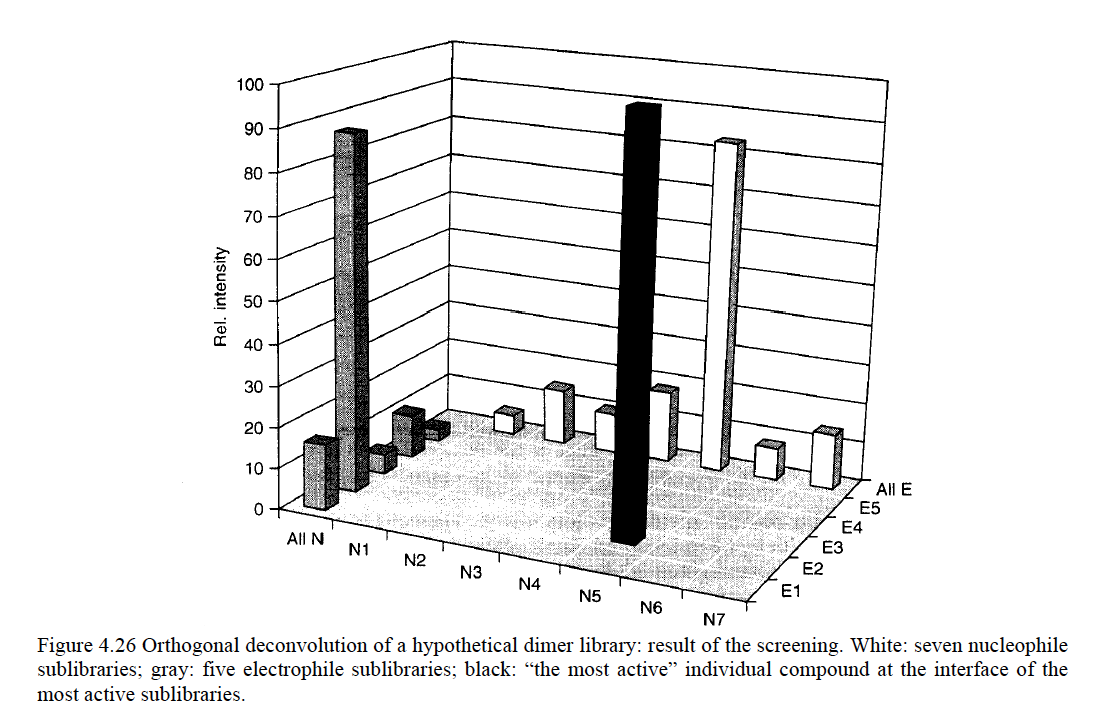 100
90
80
70
60
50
40
30
20
10
0
Rel. intensity
All N
N1
N2
N3
N4
N5
N6
N7
E1
E2
E3
E4
E5
All E
Figure 4.26 Orthogonal deconvolution of a hypothetical dimer library: result of the screening. White: seven nucleophile
sublibraries; gray: five electrophile sublibraries; black: “the most active” individual compound at the interface of the
most active sublibraries.